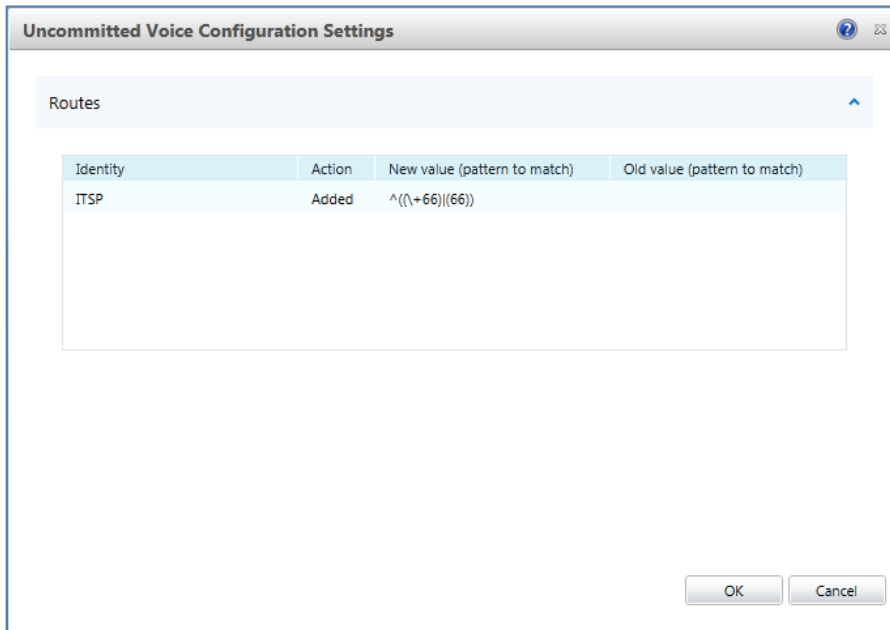 Uncommitted Voice Configuration Settings
Routes
Identity Action New value (pattern to match) Old value (pattern to match)
ITSP Added ^((\+66)|(66))
OK Cancel